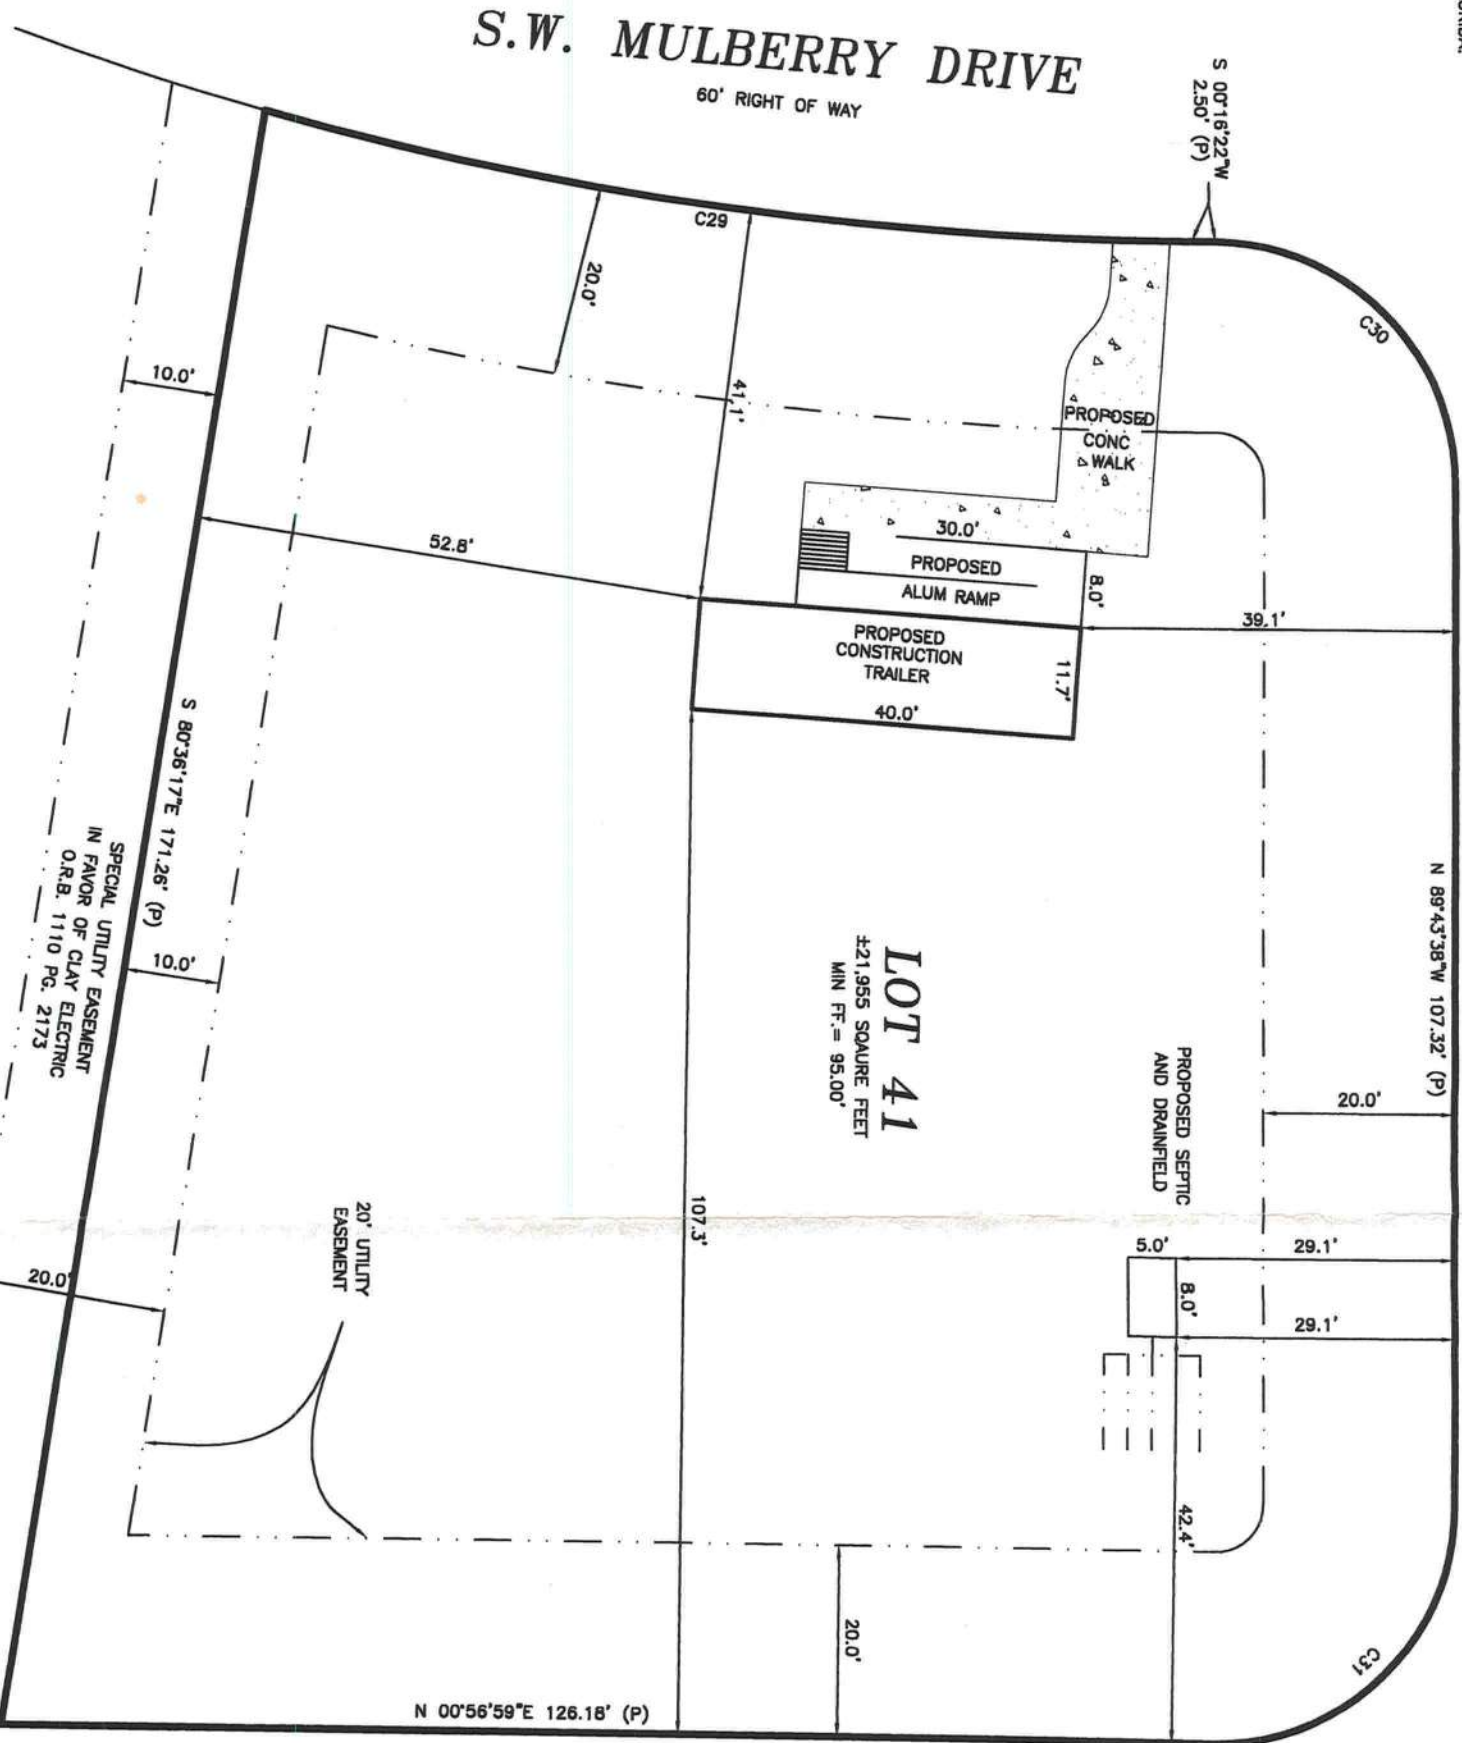 S.W. MULBERRY DRIVE
60' RIGHT OF WAY
S 00°16'22"W
2.50' (P)
C29
C30
20.0'
41.1'
10.0'
52.8'
PROPOSED
CONC
WALK
30.0'
PROPOSED
ALUM RAMP
8.0'
39.1'
PROPOSED
CONSTRUCTION
TRAILER
11.7'
40.0'
N 89°43'38"W 107.32' (P)
S 80°36'17"E 171.26' (P)
SPECIAL UTILITY EASEMENT
IN FAVOR OF CLAY ELECTRIC
O.R.B. 1110 PG. 2173
10.0'
LOT 41
±21,955 SQAURE FEET
MIN FF.= 95.00'
PROPOSED SEPTIC
AND DRAINFIELD
20.0'
107.3'
20' UTILITY
EASEMENT
20.0'
5.0'
29.1'
8.0'
29.1'
42.4'
20.0'
C31
N 00°56'59"E 126.18' (P)